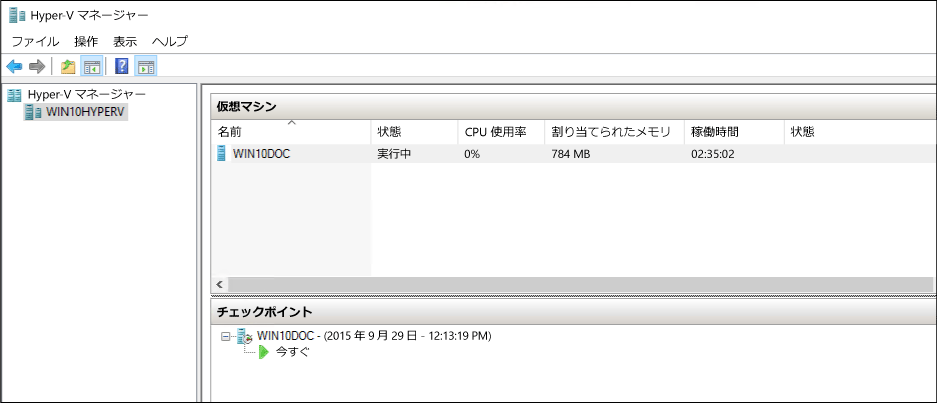 Hyper-V マネージャー
ファイル 操作 表示 ヘルプ
Hyper-V マネージャー
WIN10HYPERV
仮想マシン
名前 状態 CPU 使用率 割り当てられたメモリ 稼働時間 状態
WIN10DOC 実行中 0% 784 MB 02:35:02
チェックポイント
WIN10DOC - (2015 年 9 月 29 日 - 12:13:19 PM)
今すぐ